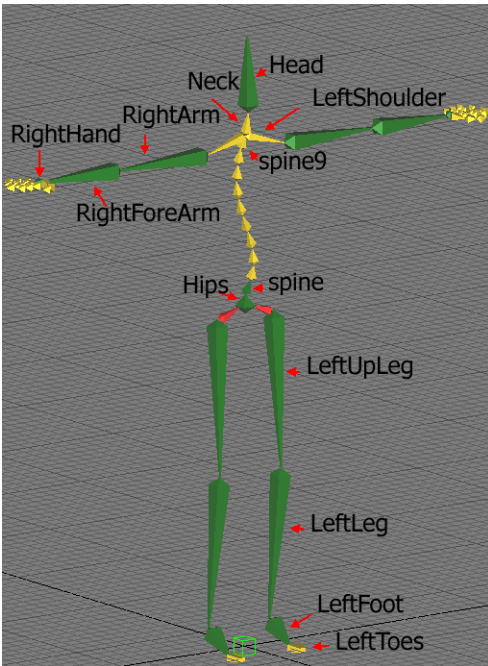 Head
Neck
LeftShoulder
RightArm
RightHand
spine9
RightForeArm
Hips
spine
LeftUpLeg
LeftLeg
LeftFoot
LeftToes